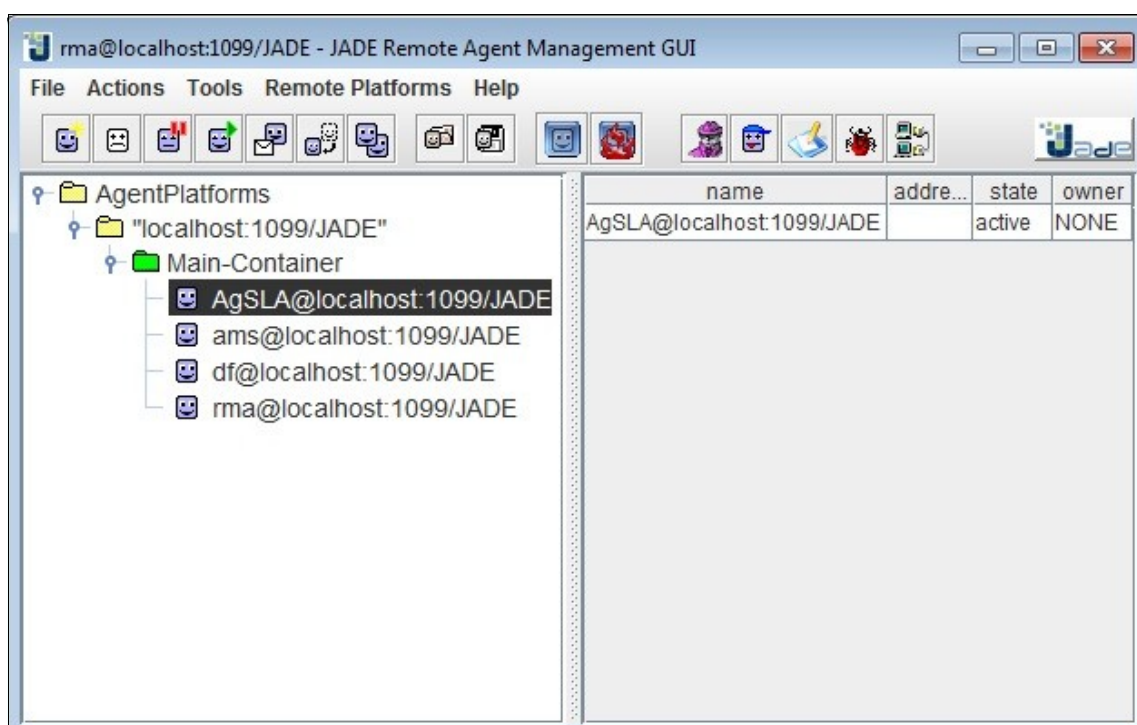 rma@localhost:1099/JADE - JADE Remote Agent Management GUI
File Actions Tools Remote Platforms Help
Jade
AgentPlatforms
"localhost:1099/JADE"
Main-Container
AgSLA@localhost:1099/JADE
ams@localhost:1099/JADE
df@localhost:1099/JADE
rma@localhost:1099/JADE
name addre... state owner
AgSLA@localhost:1099/JADE active NONE